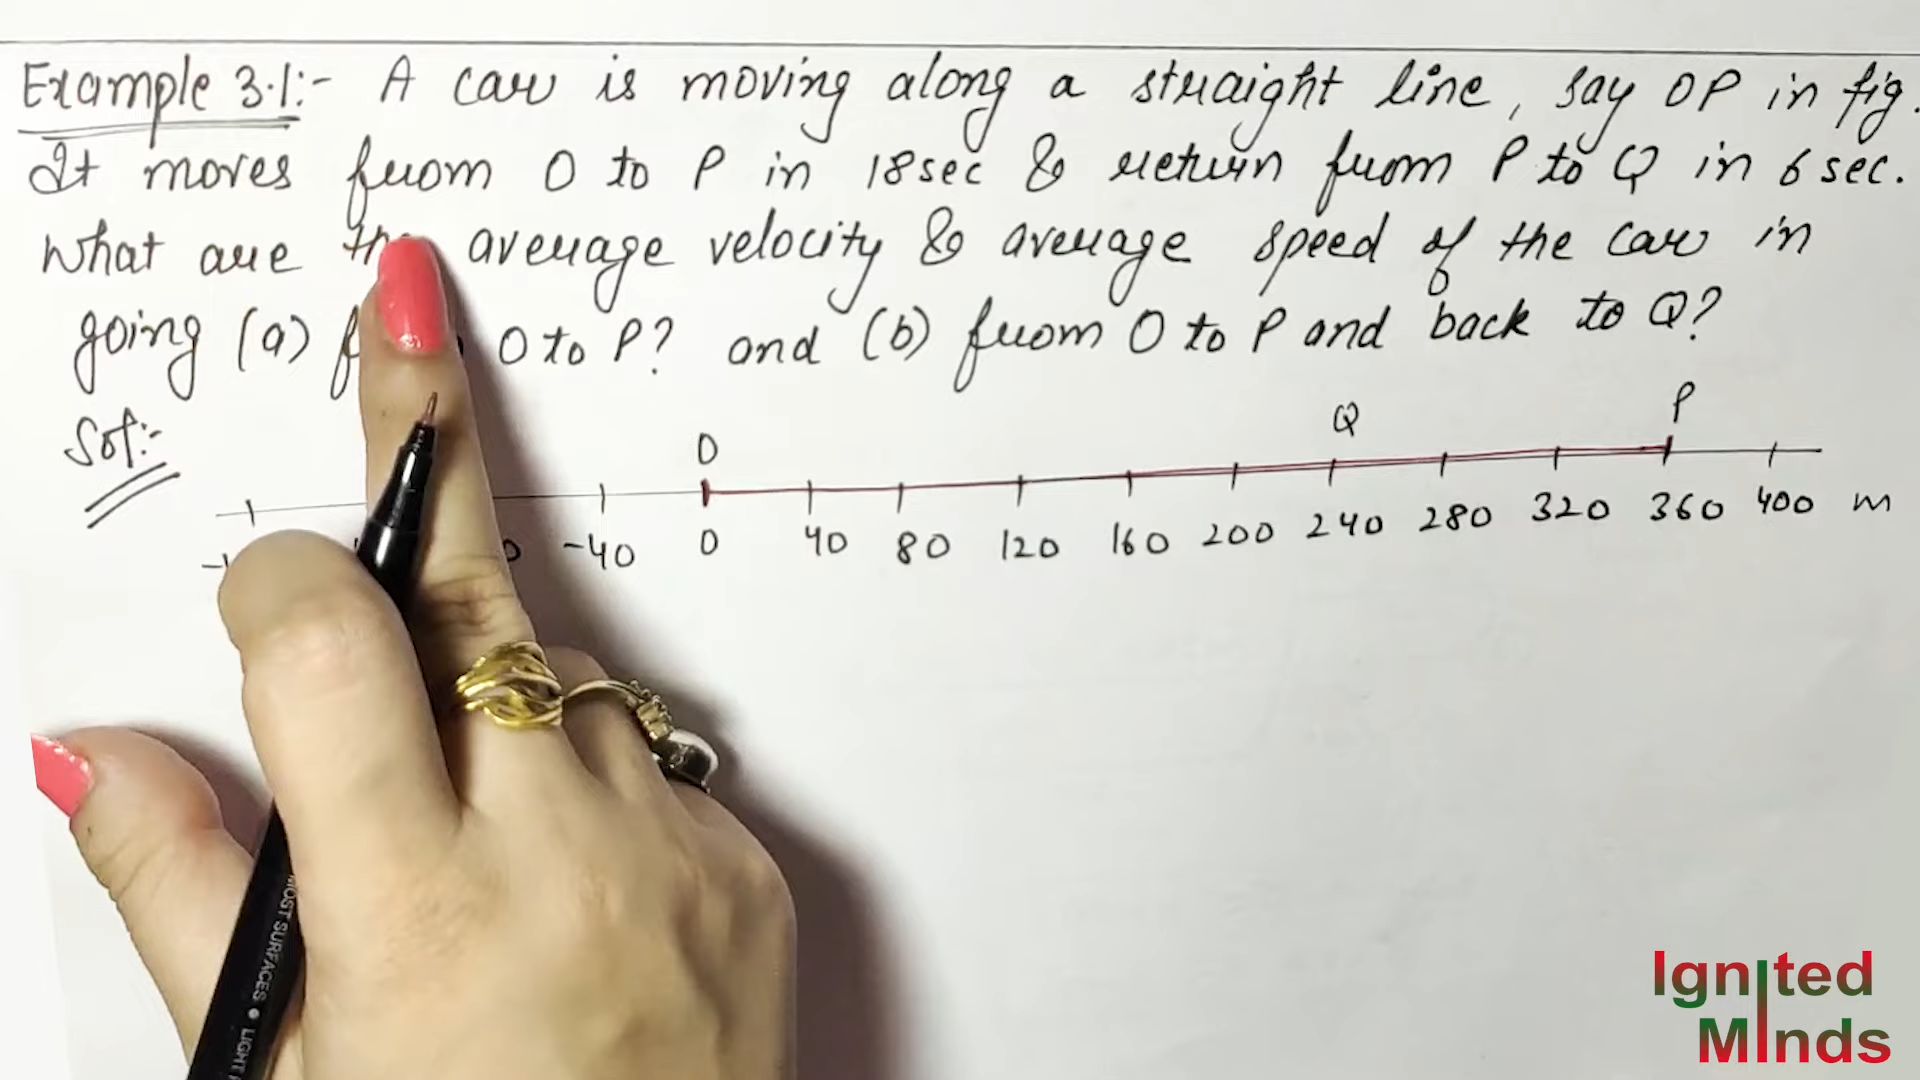 Example 3.1:- A car is moving along a straight line, say OP in fig.
It moves from O to P in 18sec & return from P to Q in 6 sec.
What are the average velocity & average speed of the car in
going (a) O to P? and (b) from O to P and back to Q?
Sol:-
O Q P
-40 0 40 80 120 160 200 240 280 320 360 400 m
MOST SURFACES • LIGHT
Ignited
Minds